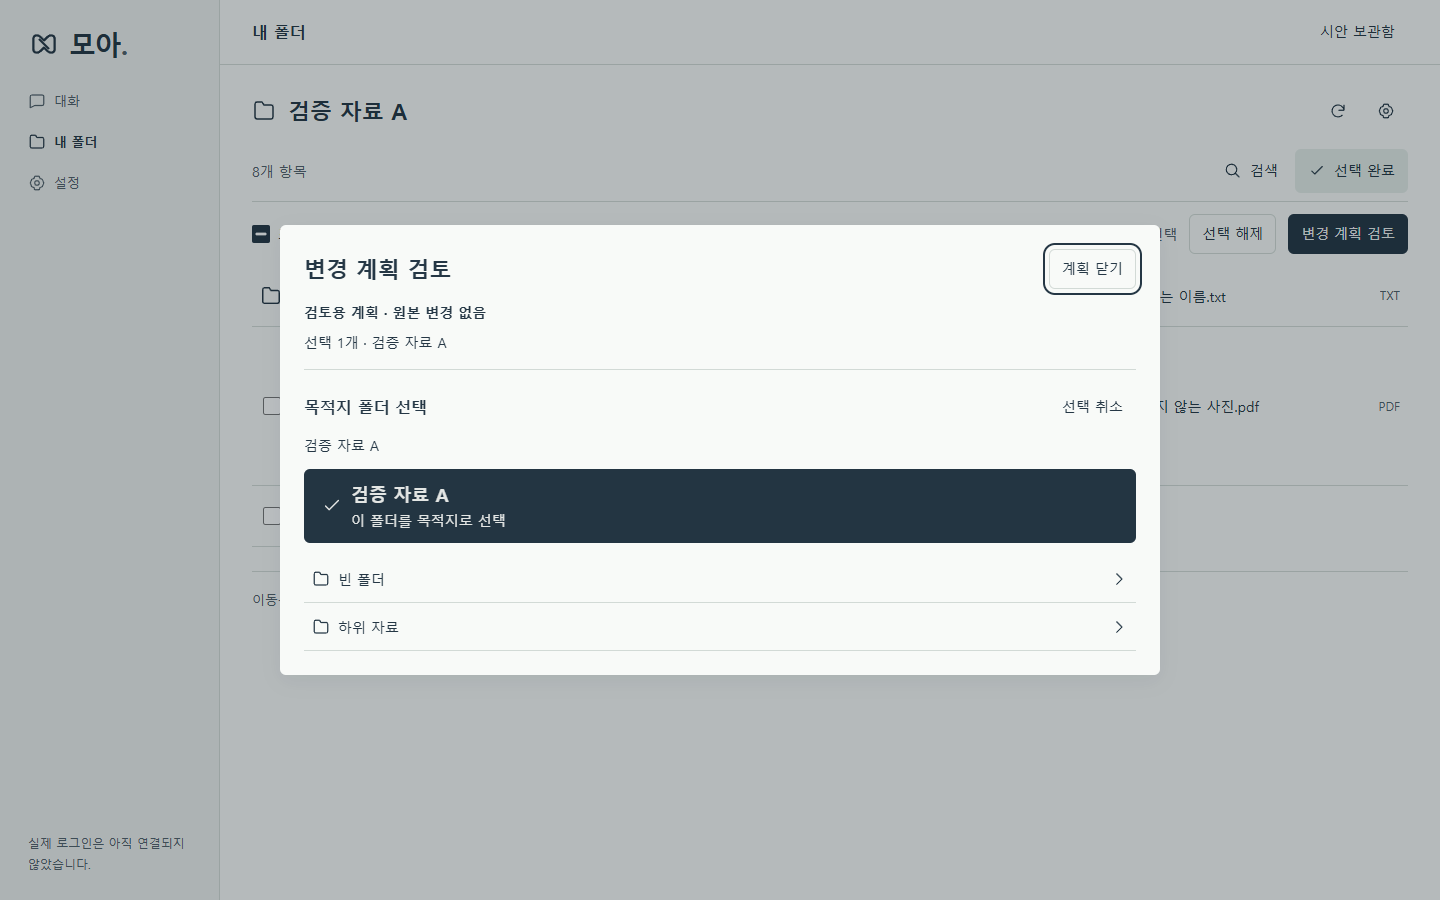 모아.
대화
내 폴더
설정
실제 로그인은 아직 연결되지
않았습니다.
내 폴더
시안 보관함
검증 자료 A
8개 항목
검색
선택 완료
선택 해제
변경 계획 검토
는 이름.txt
TXT
않는 사진.pdf
PDF
이동
변경 계획 검토
계획 닫기
검토용 계획 · 원본 변경 없음
선택 1개 · 검증 자료 A
목적지 폴더 선택
선택 취소
검증 자료 A
검증 자료 A
이 폴더를 목적지로 선택
빈 폴더
하위 자료